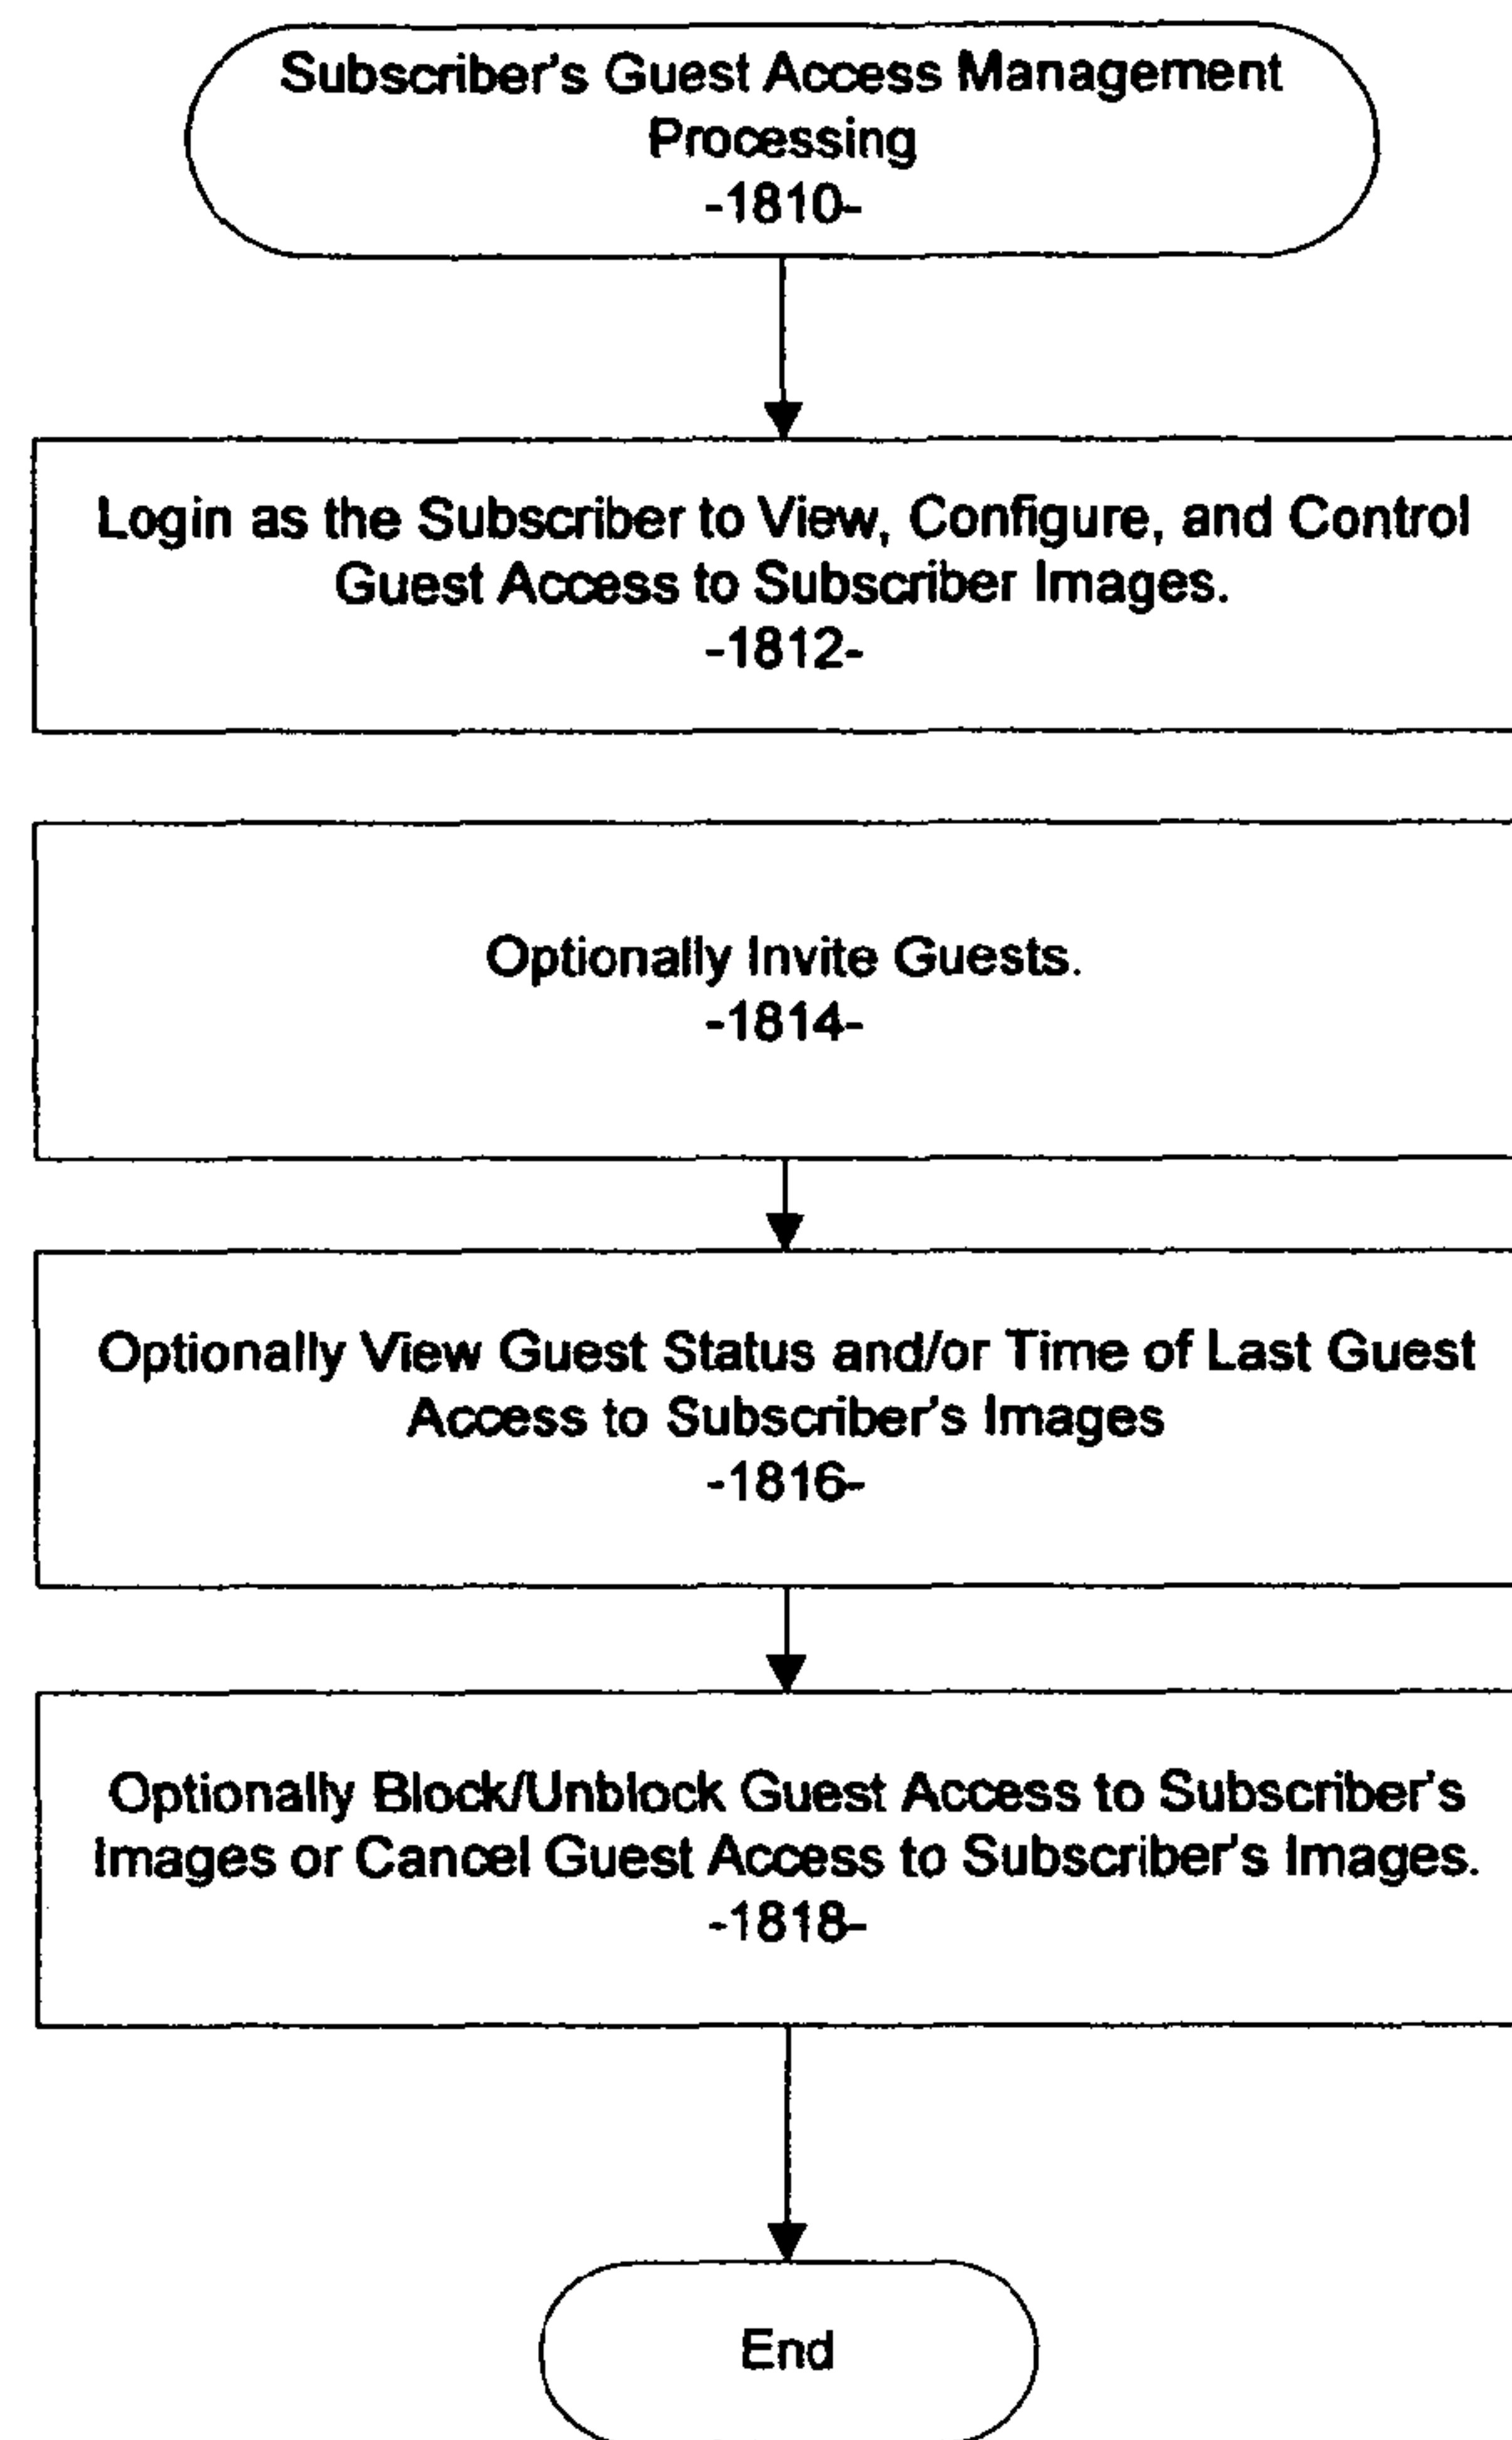 Subscriber's Guest Access Management
Processing
-1810-
Login as the Subscriber to View, Configure, and Control
Guest Access to Subscriber Images.
-1812-
Optionally Invite Guests.
-1814-
Optionally View Guest Status and/or Time of Last Guest
Access to Subscriber's Images
-1816-
Optionally Block/Unblock Guest Access to Subscriber's
Images or Cancel Guest Access to Subscriber's Images.
-1818-
End